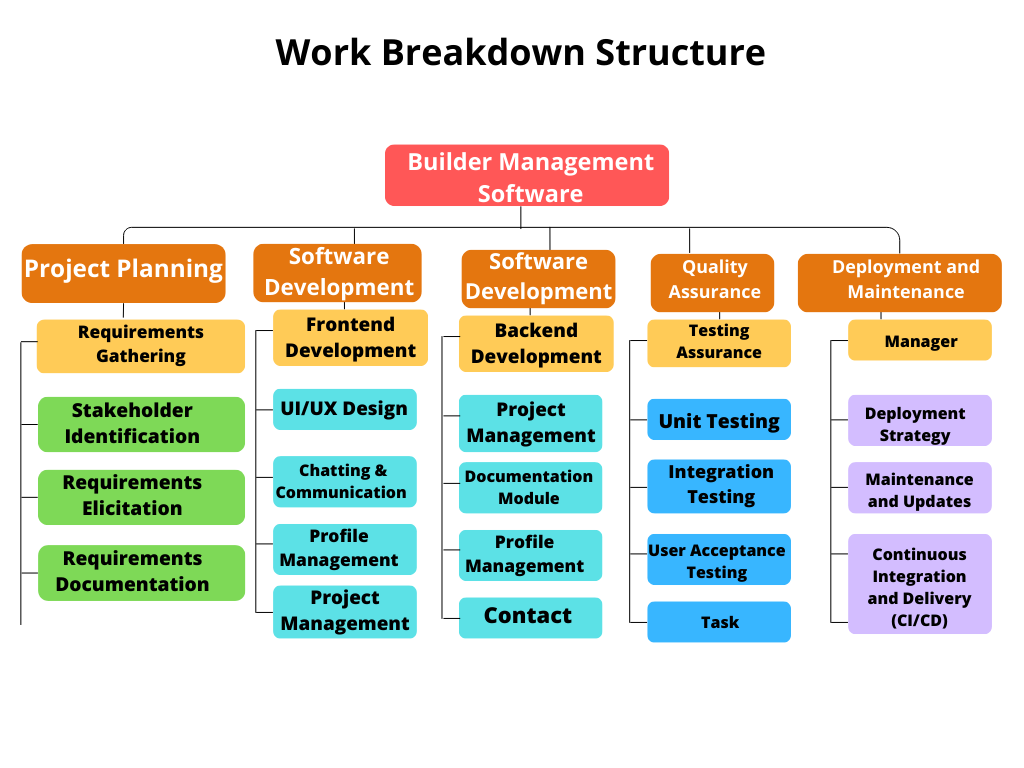 Work Breakdown Structure
Builder Management
Software
Project Planning
Requirements
Gathering
Stakeholder
Identification
Requirements
Elicitation
Requirements
Documentation
Software
Development
Frontend
Development
UI/UX Design
Chatting &
Communication
Profile
Management
Project
Management
Software
Development
Backend
Development
Project
Management
Documentation
Module
Profile
Management
Contact
Quality
Assurance
Testing
Assurance
Unit Testing
Integration
Testing
User Acceptance
Testing
Task
Deployment and
Maintenance
Manager
Deployment
Strategy
Maintenance
and Updates
Continuous
Integration
and Delivery
(CI/CD)